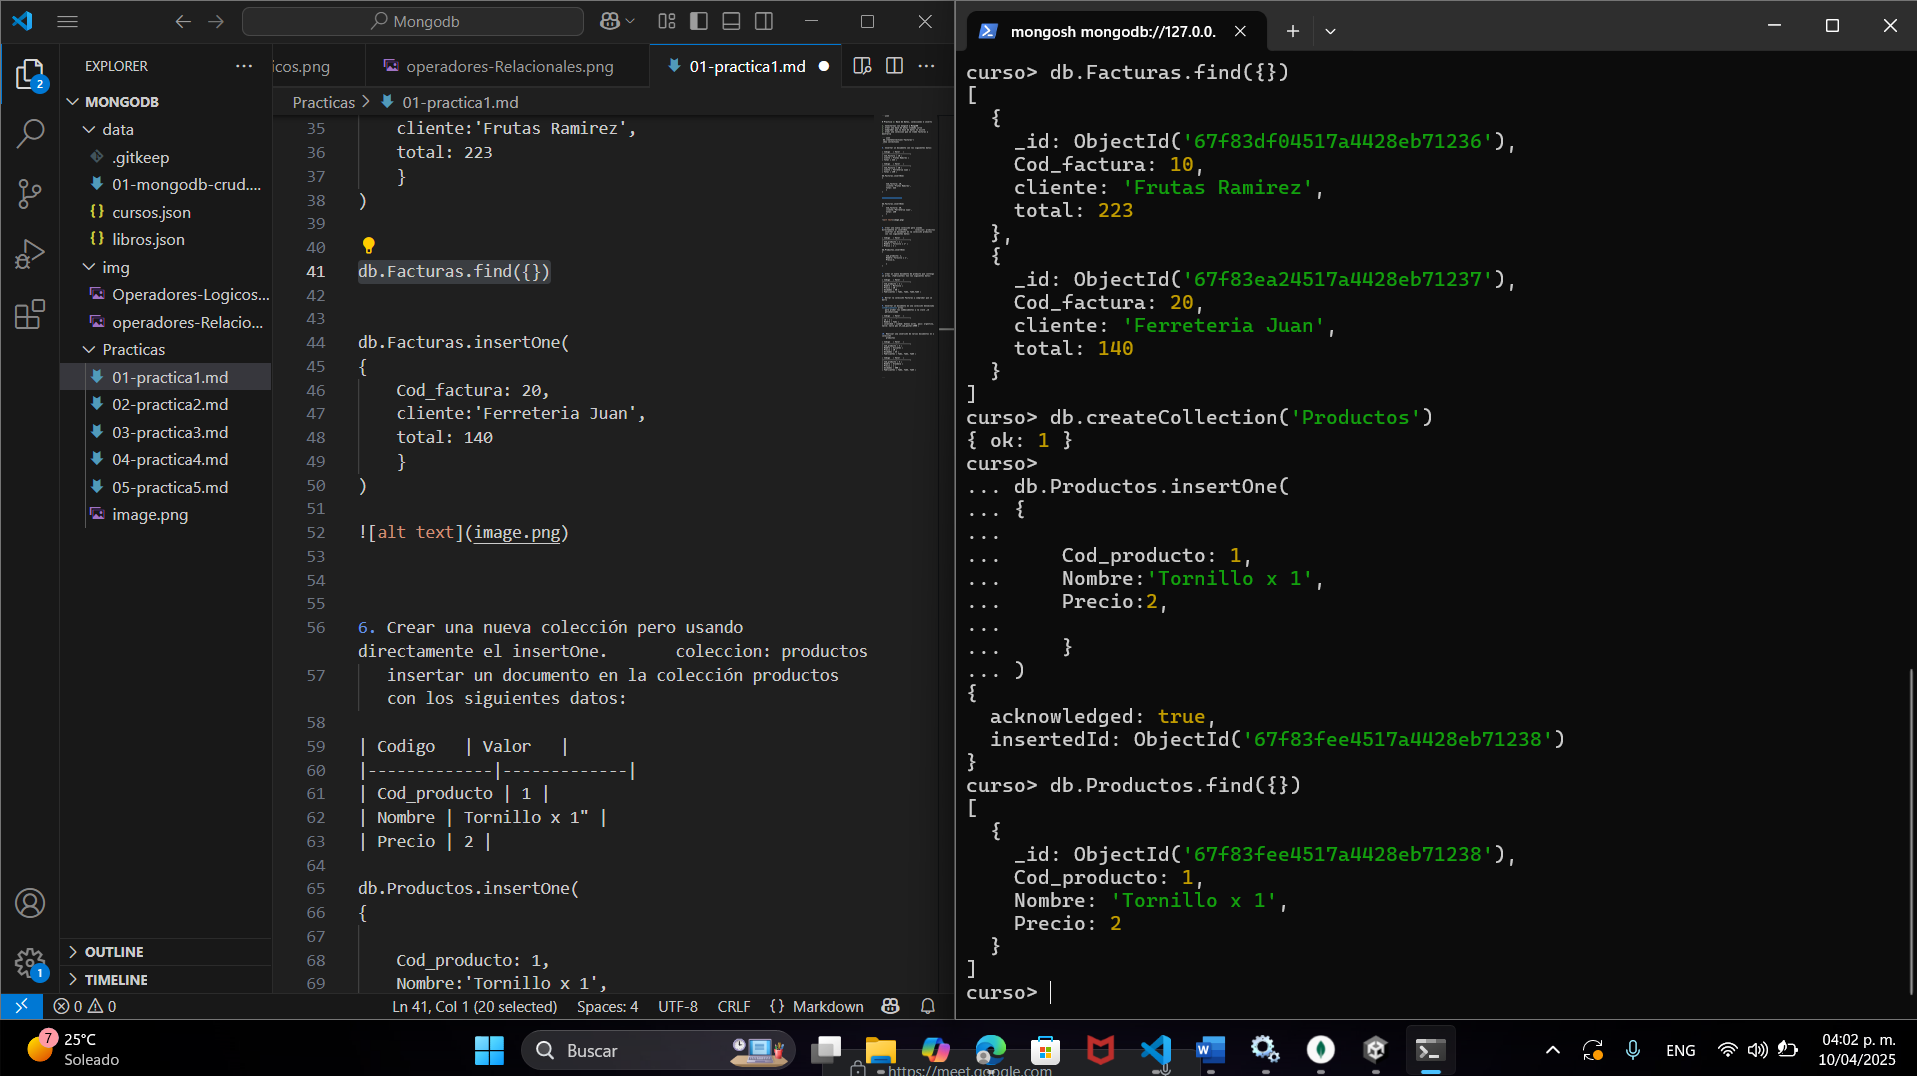 Mongodb
EXPLORER
MONGODB
data
.gitkeep
01-mongodb-crud....
cursos.json
libros.json
img
Operadores-Logicos...
operadores-Relacio...
Practicas
01-practica1.md
02-practica2.md
03-practica3.md
04-practica4.md
05-practica5.md
image.png
OUTLINE
TIMELINE
2
1
icos.png
operadores-Relacionales.png
01-practica1.md
Practicas > 01-practica1.md
35 cliente:'Frutas Ramirez',
36 total: 223
37 }
38 )
39
40
41 db.Facturas.find({})
42
43
44 db.Facturas.insertOne(
45 {
46 Cod_factura: 20,
47 cliente:'Ferreteria Juan',
48 total: 140
49 }
50 )
51
52 ![alt text](image.png)
53
54
55
56 6. Crear una nueva colección pero usando
directamente el insertOne. coleccion: productos
57 insertar un documento en la colección productos
con los siguientes datos:
58
59 | Codigo | Valor |
60 |-------------|-------------|
61 | Cod_producto | 1 |
62 | Nombre | Tornillo x 1" |
63 | Precio | 2 |
64
65 db.Productos.insertOne(
66 {
67
68 Cod_producto: 1,
69 Nombre:'Tornillo x 1',
0 0 Ln 41, Col 1 (20 selected) Spaces: 4 UTF-8 CRLF {} Markdown
mongosh mongodb://127.0.0.
curso> db.Facturas.find({})
[
{
_id: ObjectId('67f83df04517a4428eb71236'),
Cod_factura: 10,
cliente: 'Frutas Ramirez',
total: 223
},
{
_id: ObjectId('67f83ea24517a4428eb71237'),
Cod_factura: 20,
cliente: 'Ferreteria Juan',
total: 140
}
]
curso> db.createCollection('Productos')
{ ok: 1 }
curso>
... db.Productos.insertOne(
... {
...
... Cod_producto: 1,
... Nombre:'Tornillo x 1',
... Precio:2,
...
... }
... )
{
acknowledged: true,
insertedId: ObjectId('67f83fee4517a4428eb71238')
}
curso> db.Productos.find({})
[
{
_id: ObjectId('67f83fee4517a4428eb71238'),
Cod_producto: 1,
Nombre: 'Tornillo x 1',
Precio: 2
}
]
curso>
7
25°C
Soleado
Buscar
https://meet.google.com
ENG
04:02 p. m.
10/04/2025